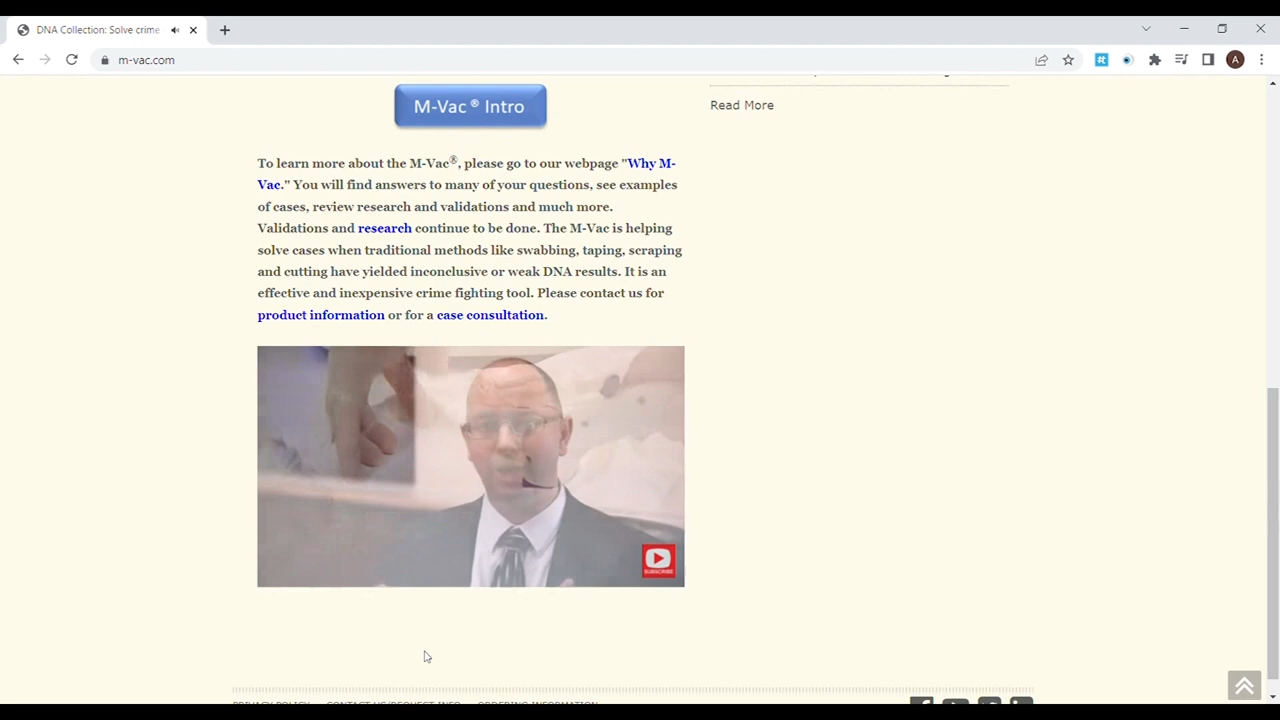 DNA Collection: Solve crime
m-vac.com
A
M-Vac ® Intro
Read More
To learn more about the M-Vac®, please go to our webpage "Why M-
Vac." You will find answers to many of your questions, see examples
of cases, review research and validations and much more.
Validations and research continue to be done. The M-Vac is helping
solve cases when traditional methods like swabbing, taping, scraping
and cutting have yielded inconclusive or weak DNA results. It is an
effective and inexpensive crime fighting tool. Please contact us for
product information or for a case consultation.
SUBSCRIBE
PRIVACY POLICY CONTACT US/REQUEST INFO ORDERING INFORMATION